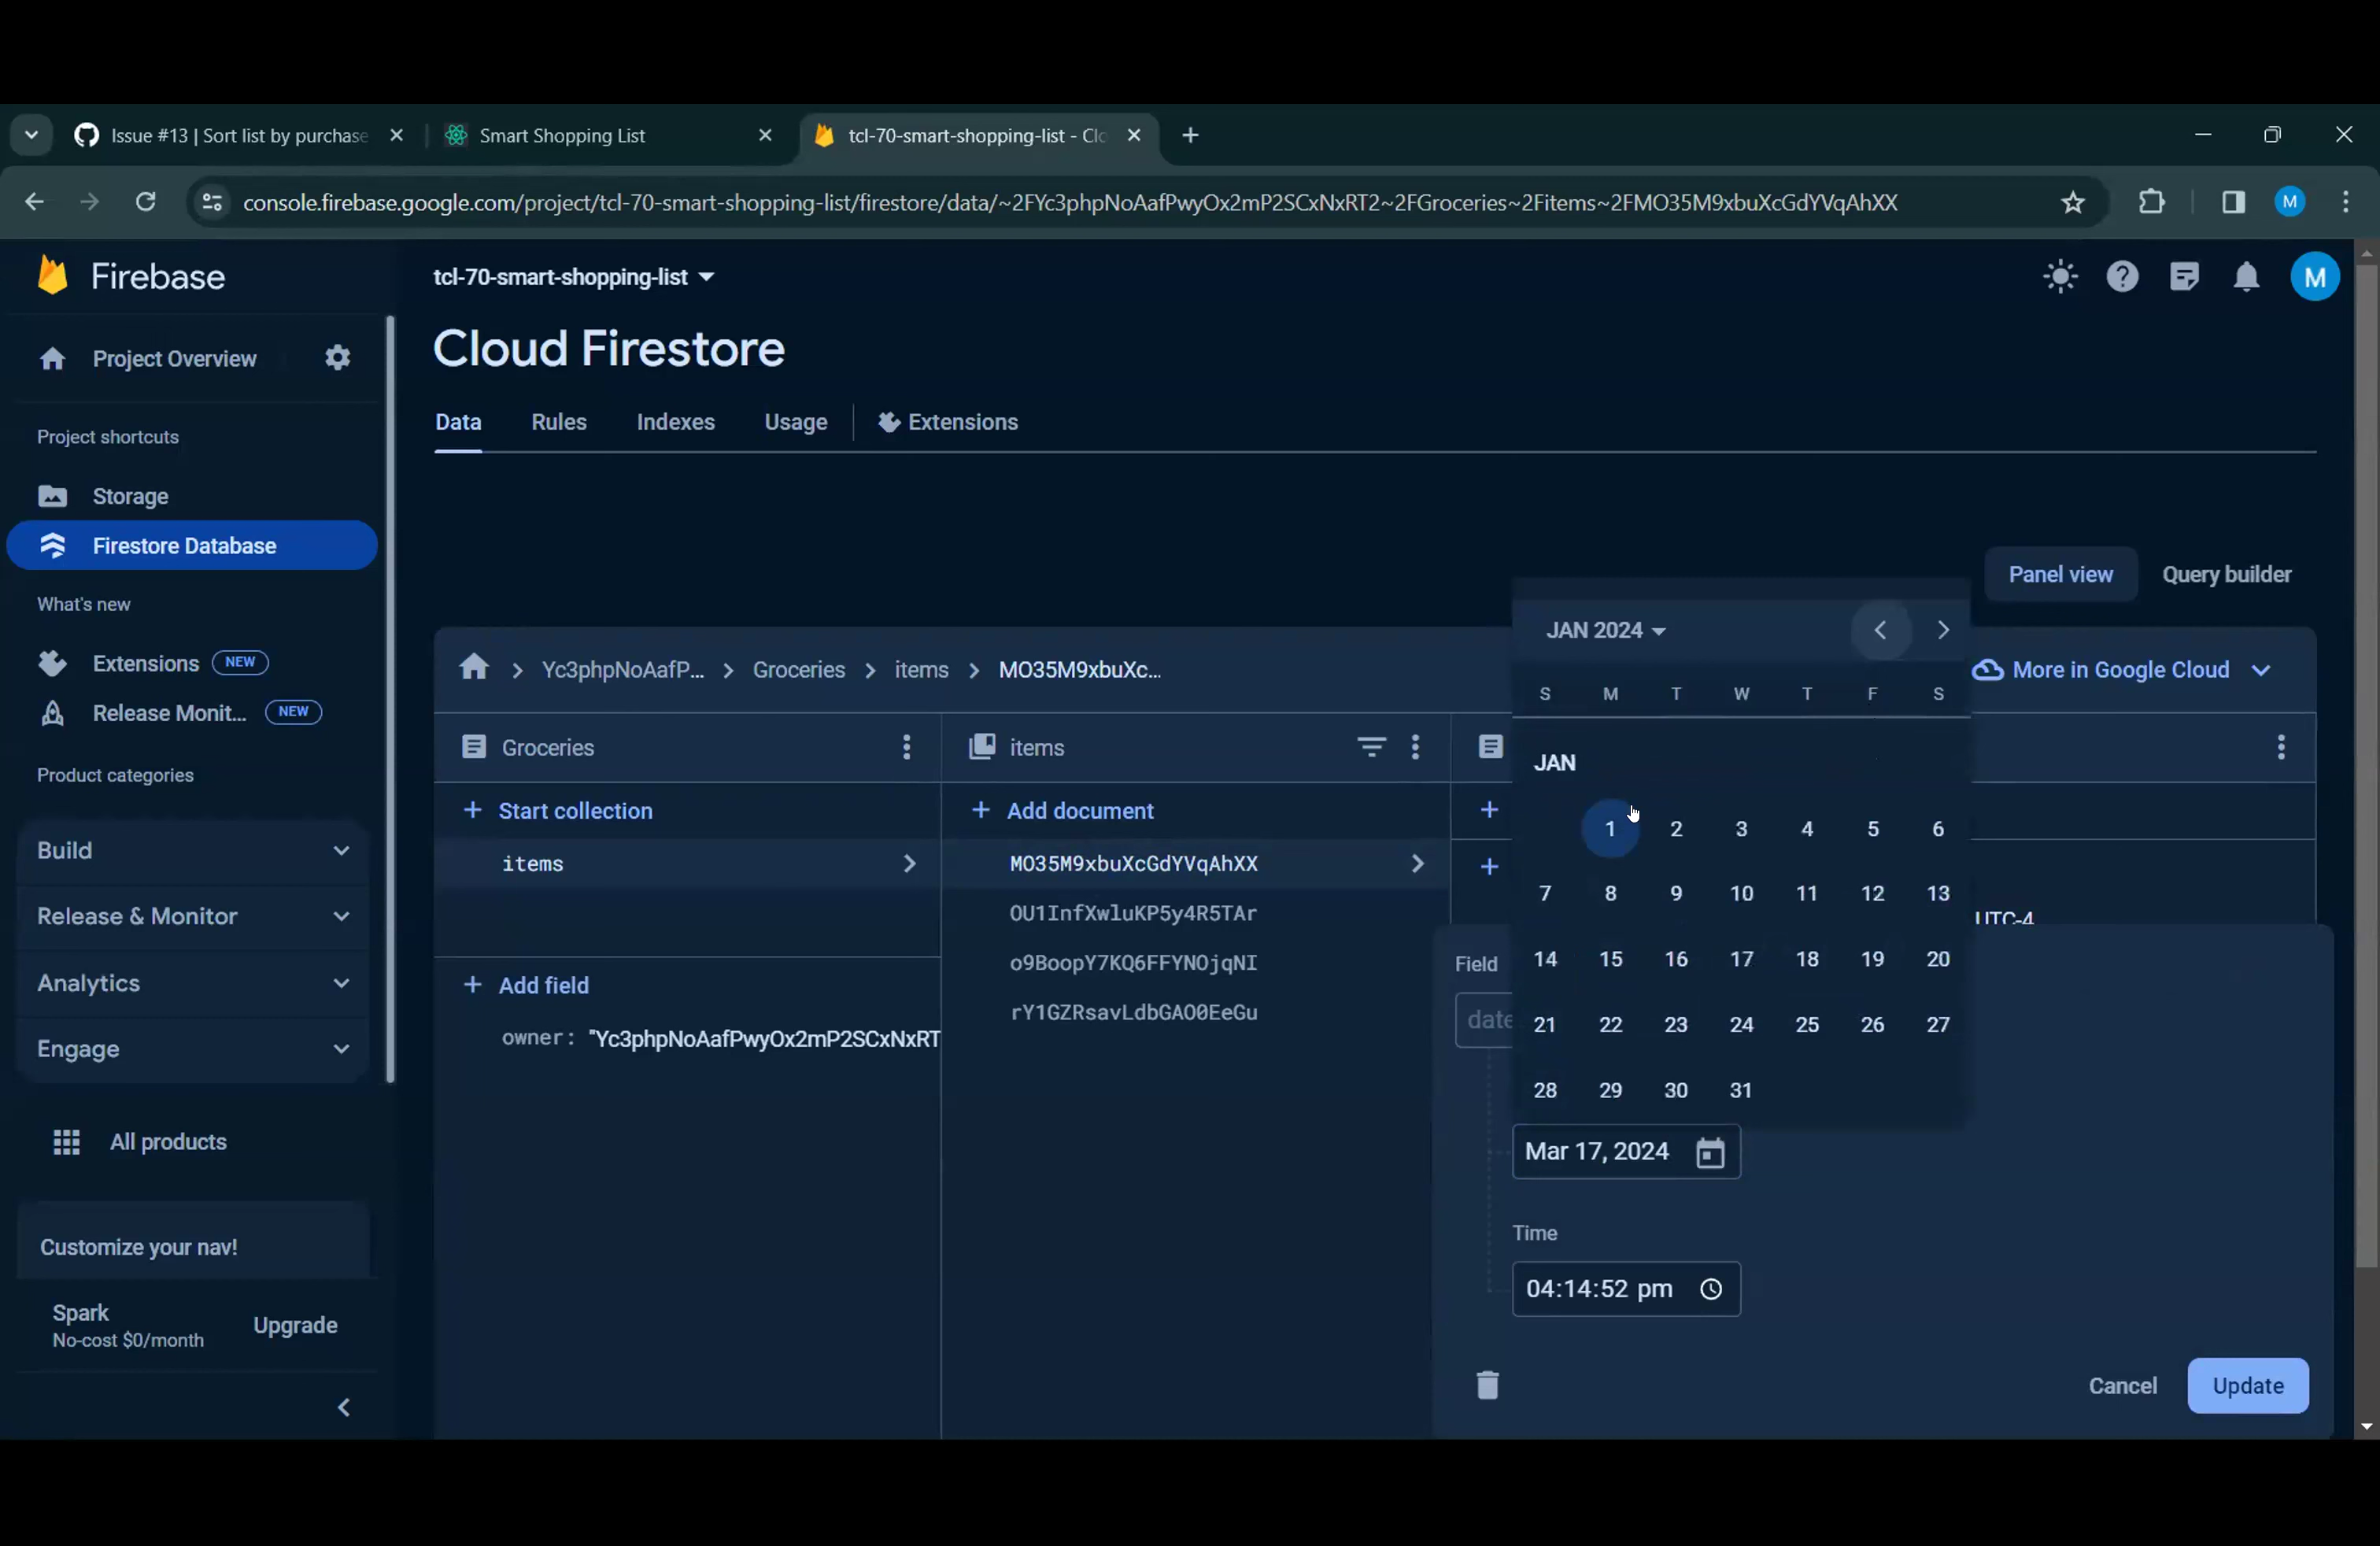 Issue #13 | Sort list by purchase
Smart Shopping List
tcl-70-smart-shopping-list - Clo
console.firebase.google.com/project/tcl-70-smart-shopping-list/firestore/data/~2FYc3phpNoAafPwyOx2mP2SCxNxRT2~2FGroceries~2Fitems~2FMO35M9xbuXcGdYVqAhXX
M
Firebase
tcl-70-smart-shopping-list
M
Project Overview
Cloud Firestore
Data Rules Indexes Usage Extensions
Project shortcuts
Storage
Firestore Database
What's new
Extensions NEW
Release Monit... NEW
Product categories
Build
Release & Monitor
Analytics
Engage
All products
Customize your nav!
Spark
No-cost $0/month
Upgrade
Panel view Query builder
Yc3phpNoAafP... Groceries items MO35M9xbuXc...
More in Google Cloud
Groceries
Start collection
items
Add field
owner: "Yc3phpNoAafPwyOx2mP2SCxNxRT
items
Add document
MO35M9xbuXcGdYVqAhXX
OU1InfXwluKP5y4R5TAr
o9BoopY7KQ6FFYNOjqNI
rY1GZRsavLdbGAO0EeGu
UTC-4
Field
date
JAN 2024
S M T W T F S
JAN
1 2 3 4 5 6
7 8 9 10 11 12 13
14 15 16 17 18 19 20
21 22 23 24 25 26 27
28 29 30 31
Mar 17, 2024
Time
04:14:52 pm
Cancel Update